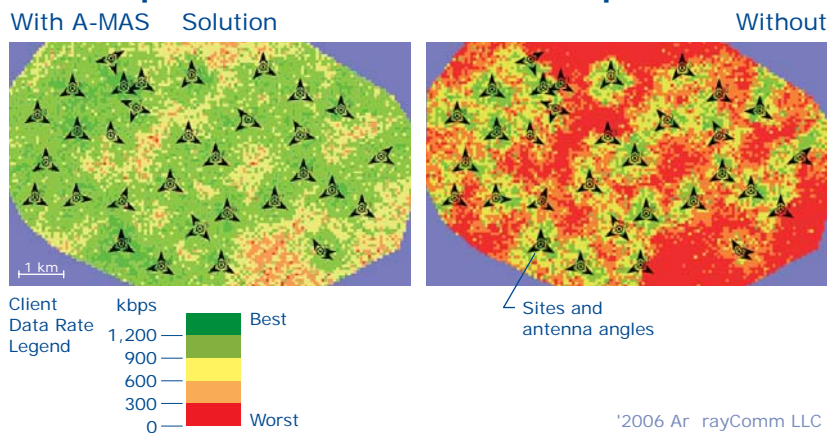 With A-MAS Solution
Without
1 km
Client
Data Rate
Legend
kbps
1,200
900
600
300
0
Best
Worst
Sites and
antenna angles
'2006 Ar rayComm LLC